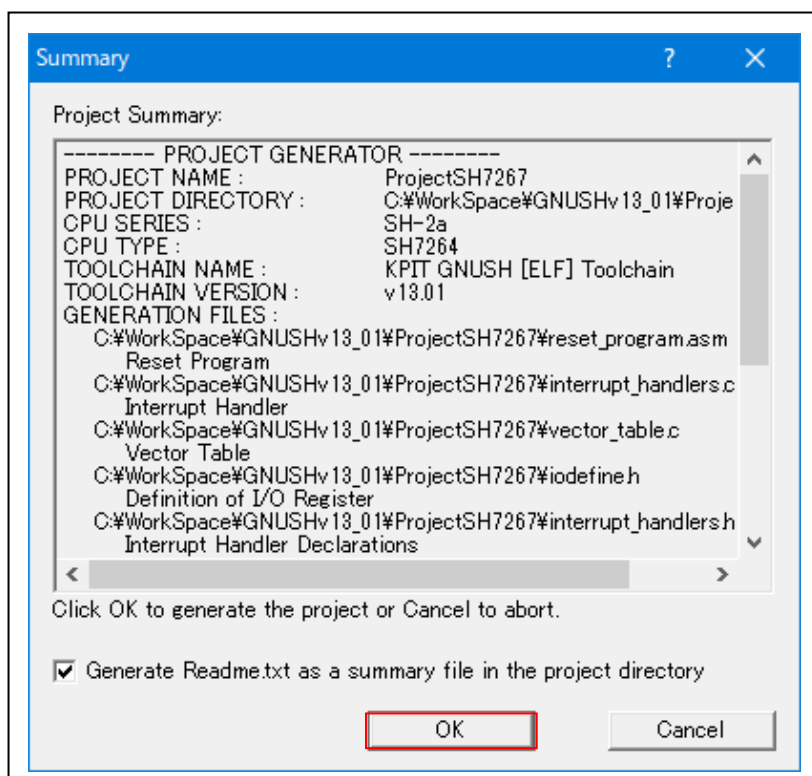 Summary
Project Summary:
-------- PROJECT GENERATOR --------
PROJECT NAME : ProjectSH7267
PROJECT DIRECTORY : C:¥WorkSpace¥GNUSHv13_01¥Proje
CPU SERIES : SH-2a
CPU TYPE : SH7264
TOOLCHAIN NAME : KPIT GNUSH [ELF] Toolchain
TOOLCHAIN VERSION : v13.01
GENERATION FILES :
C:¥WorkSpace¥GNUSHv13_01¥ProjectSH7267¥reset_program.asm
Reset Program
C:¥WorkSpace¥GNUSHv13_01¥ProjectSH7267¥interrupt_handlers.c
Interrupt Handler
C:¥WorkSpace¥GNUSHv13_01¥ProjectSH7267¥vector_table.c
Vector Table
C:¥WorkSpace¥GNUSHv13_01¥ProjectSH7267¥iodefine.h
Definition of I/O Register
C:¥WorkSpace¥GNUSHv13_01¥ProjectSH7267¥interrupt_handlers.h
Interrupt Handler Declarations
Click OK to generate the project or Cancel to abort.
Generate Readme.txt as a summary file in the project directory
OK Cancel